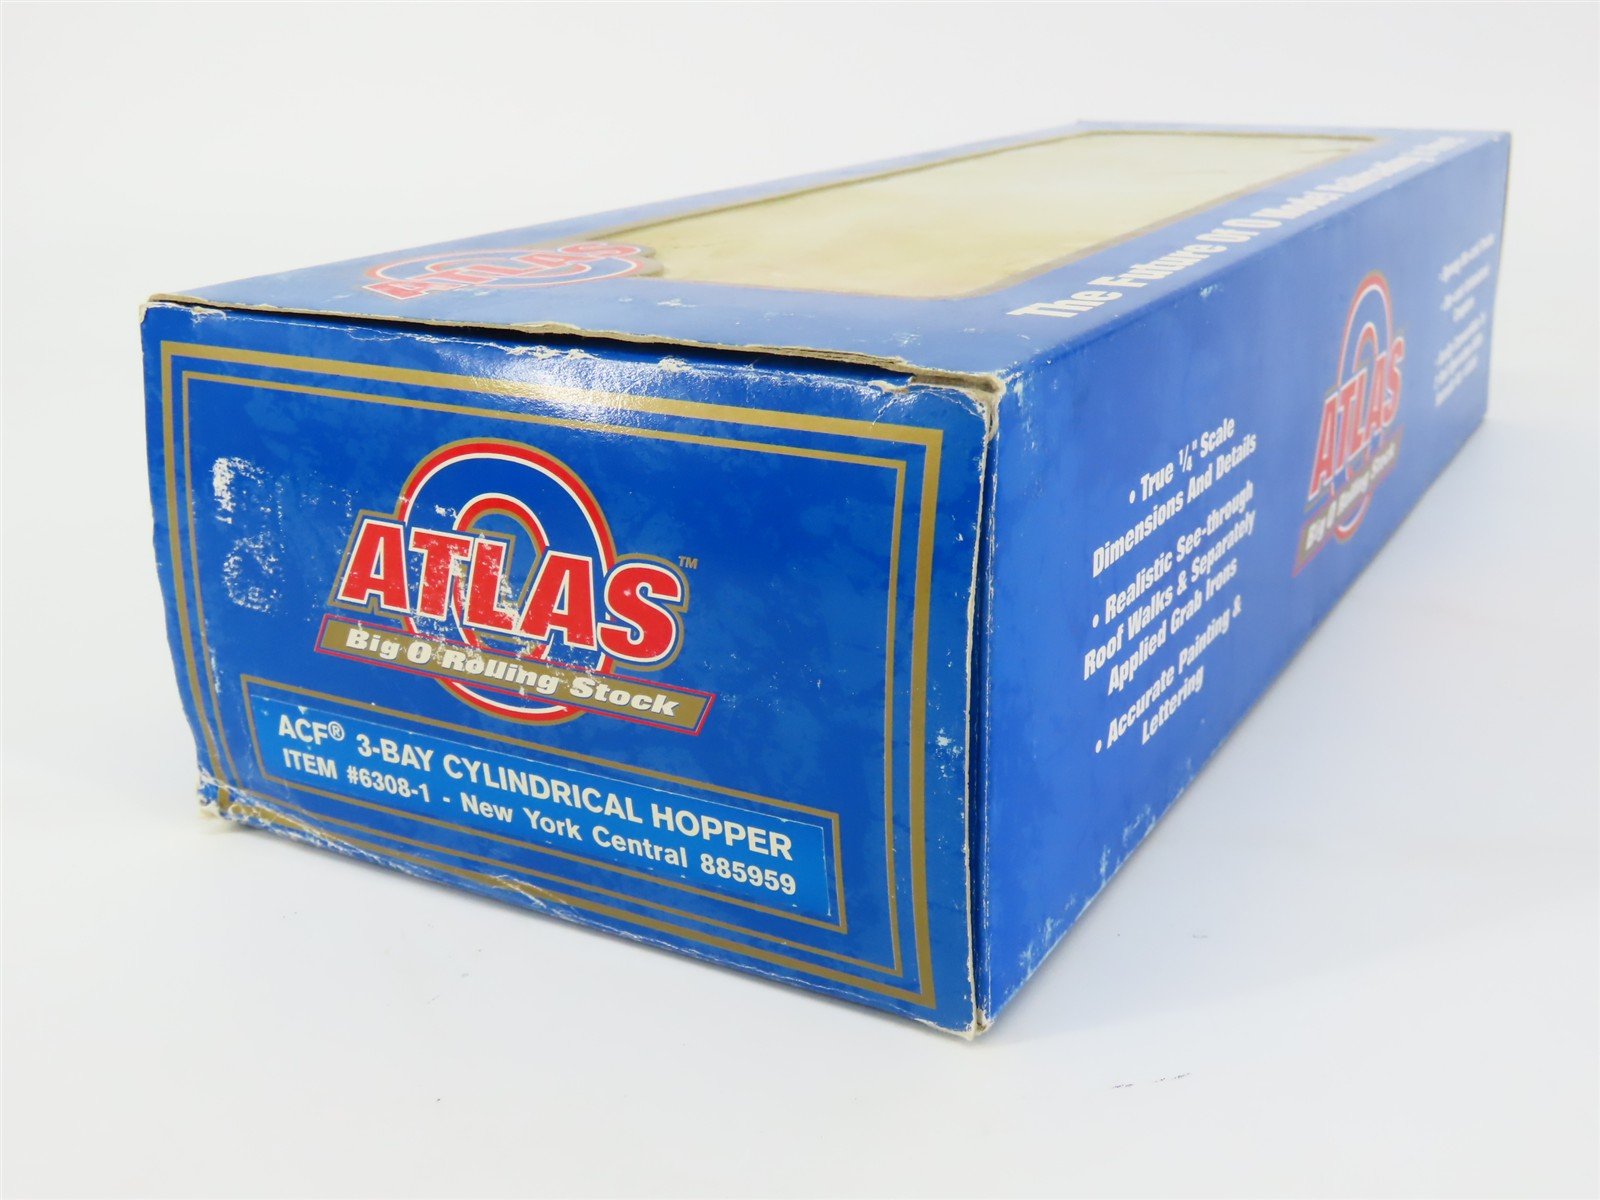 ATLAS
The Future Of O Model Railroading
ATLAS™
Big O Rolling Stock
ACF® 3-BAY CYLINDRICAL HOPPER
ITEM #6308-1 - New York Central 885959
• True 1/4" Scale
Dimensions And Details
• Realistic See-through
Roof Walks & Separately
Applied Grab Irons
• Accurate Painting &
Lettering
ATLAS
Big O Rolling Stock